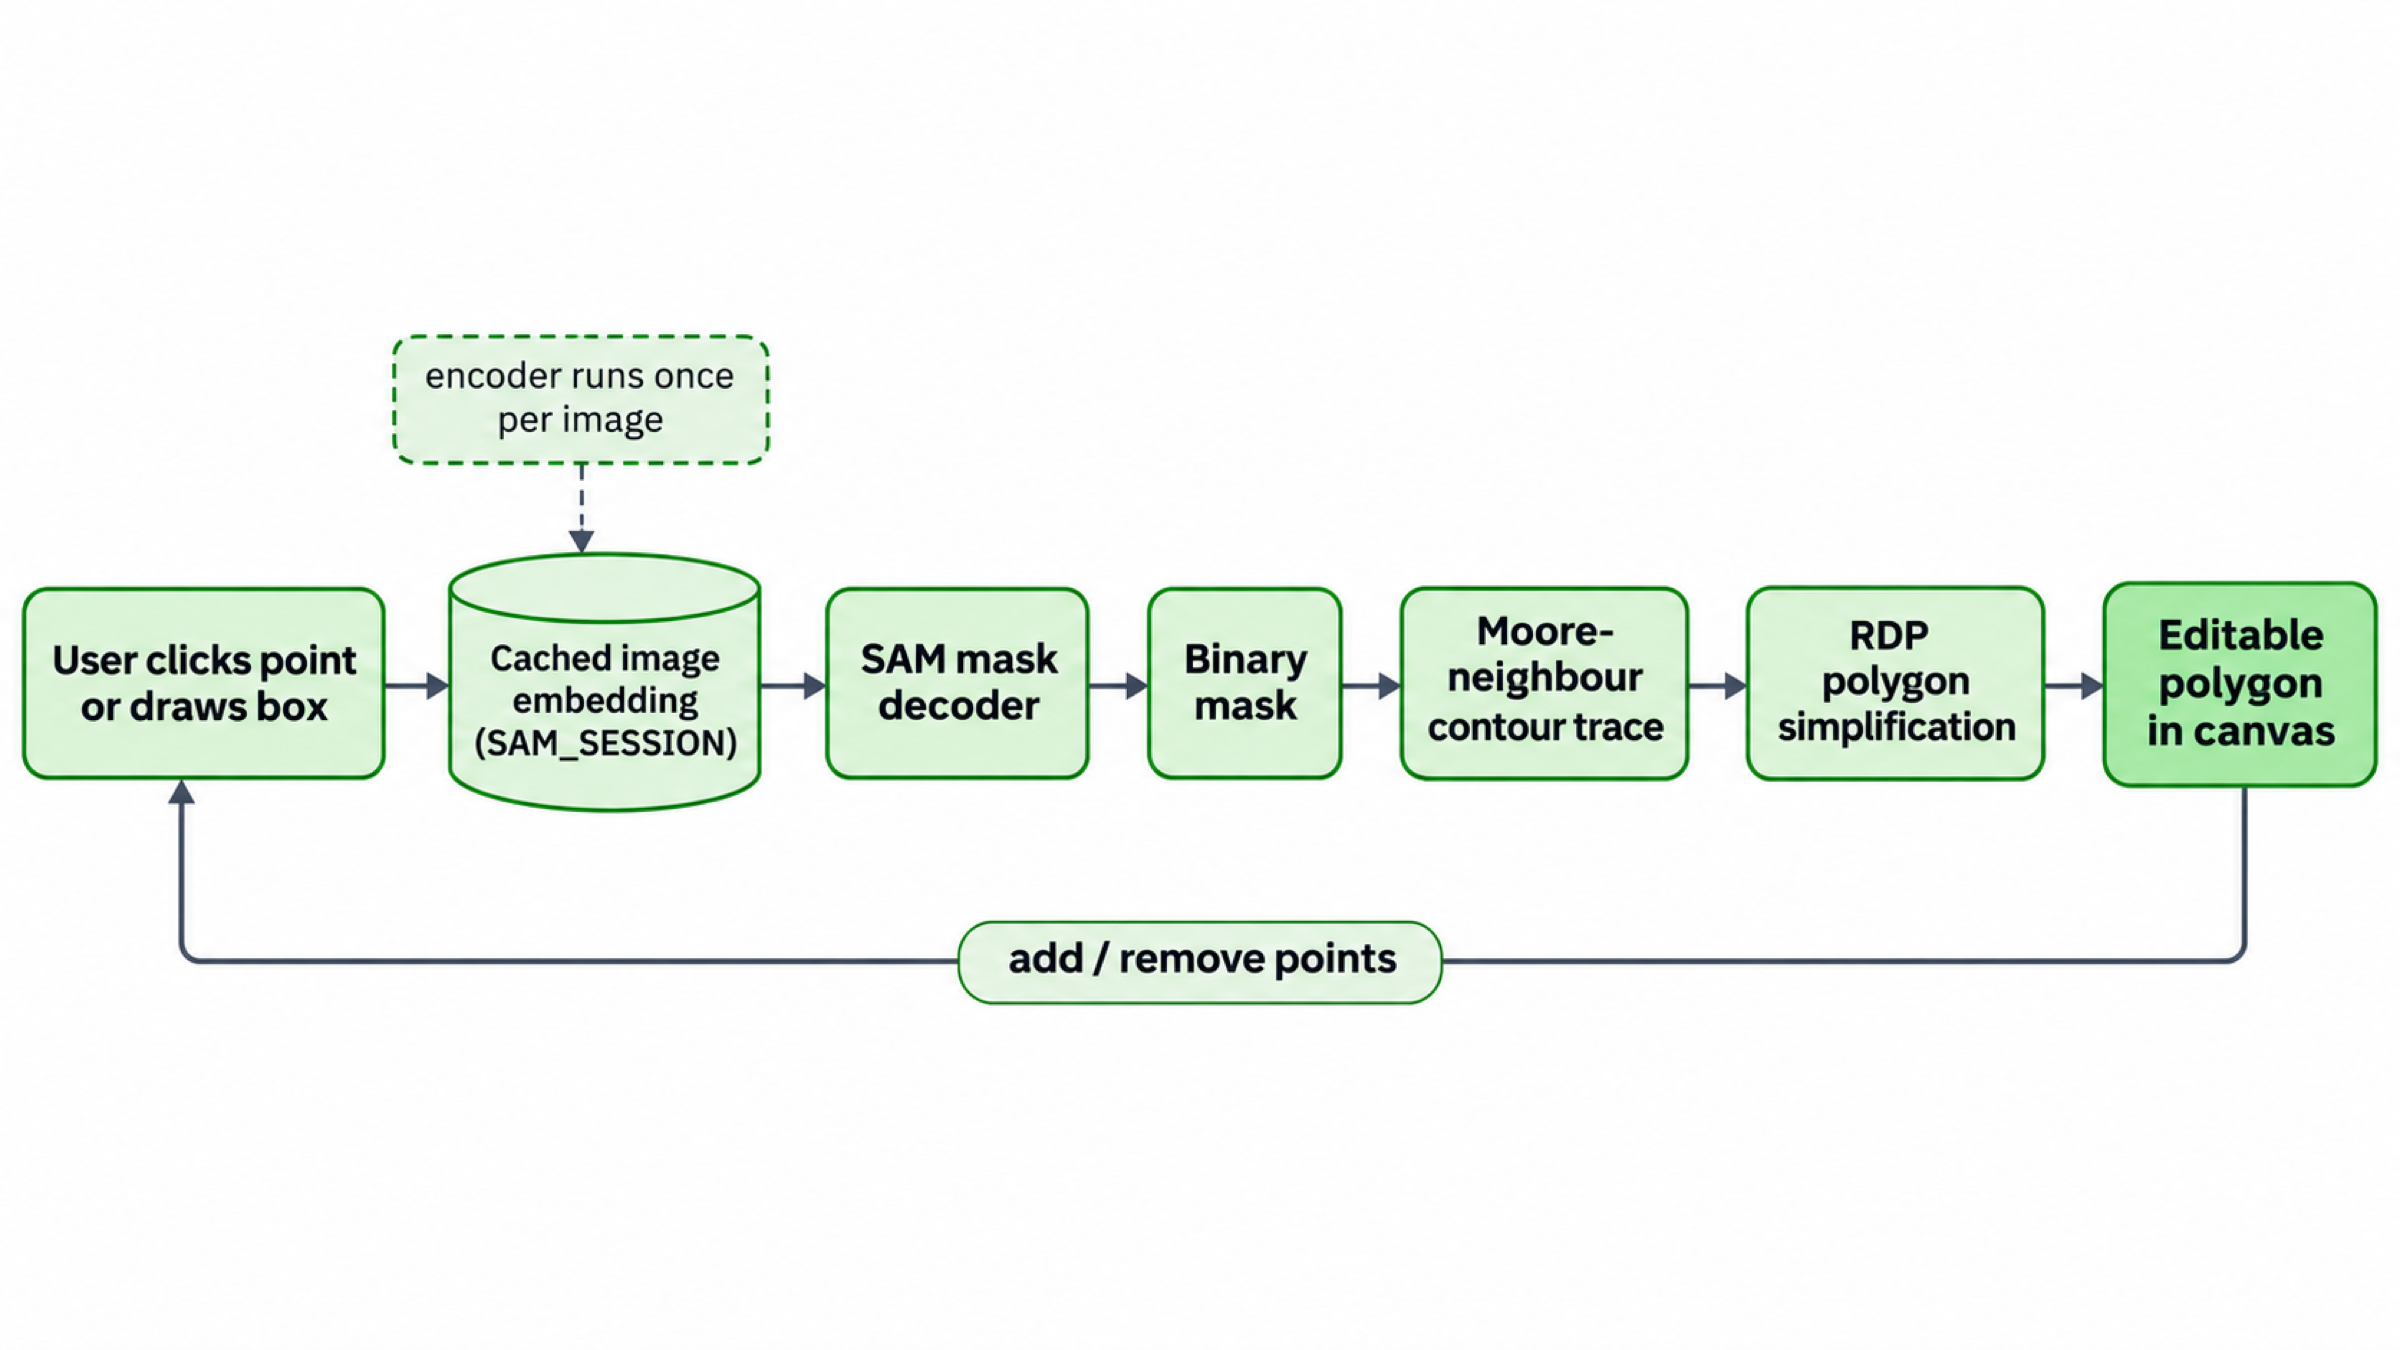 encoder runs once
per image
User clicks point
or draws box
Cached image
embedding
(SAM_SESSION)
SAM mask
decoder
Binary
mask
Moore-
neighbour
contour trace
RDP
polygon
simplification
Editable
polygon
in canvas
add / remove points